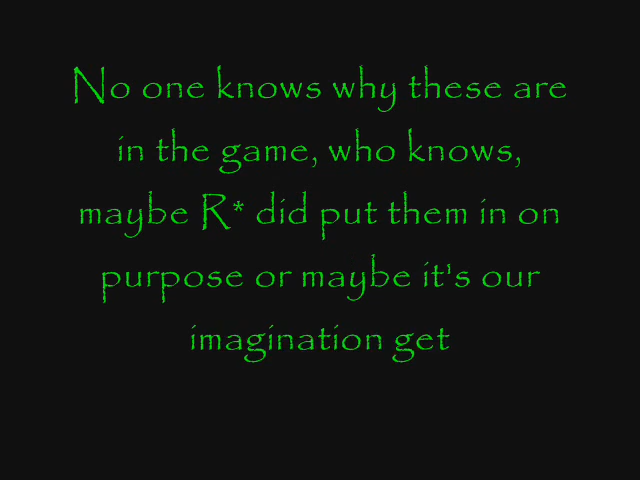 No one knows why these are
in the game, who knows,
maybe R* did put them in on
purpose or maybe it's our
imagination get